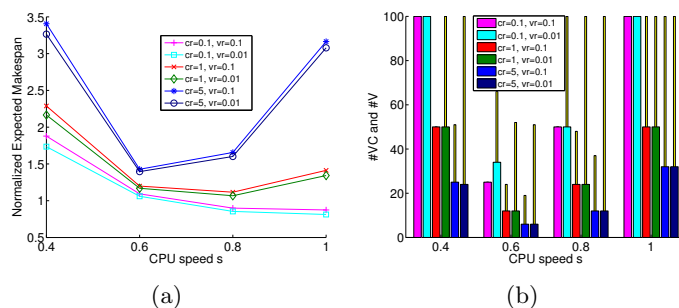 3.5
3
2.5
2
1.5
1
0.5
Normalized Expected Makespan
cr=0.1, vr=0.1
cr=0.1, vr=0.01
cr=1, vr=0.1
cr=1, vr=0.01
cr=5, vr=0.1
cr=5, vr=0.01
0.4 0.6 0.8 1
CPU speed s
(a)
100
80
60
40
20
0
#VC and #V
cr=0.1, vr=0.1
cr=0.1, vr=0.01
cr=1, vr=0.1
cr=1, vr=0.01
cr=5, vr=0.1
cr=5, vr=0.01
0.4 0.6 0.8 1
CPU speed s
(b)